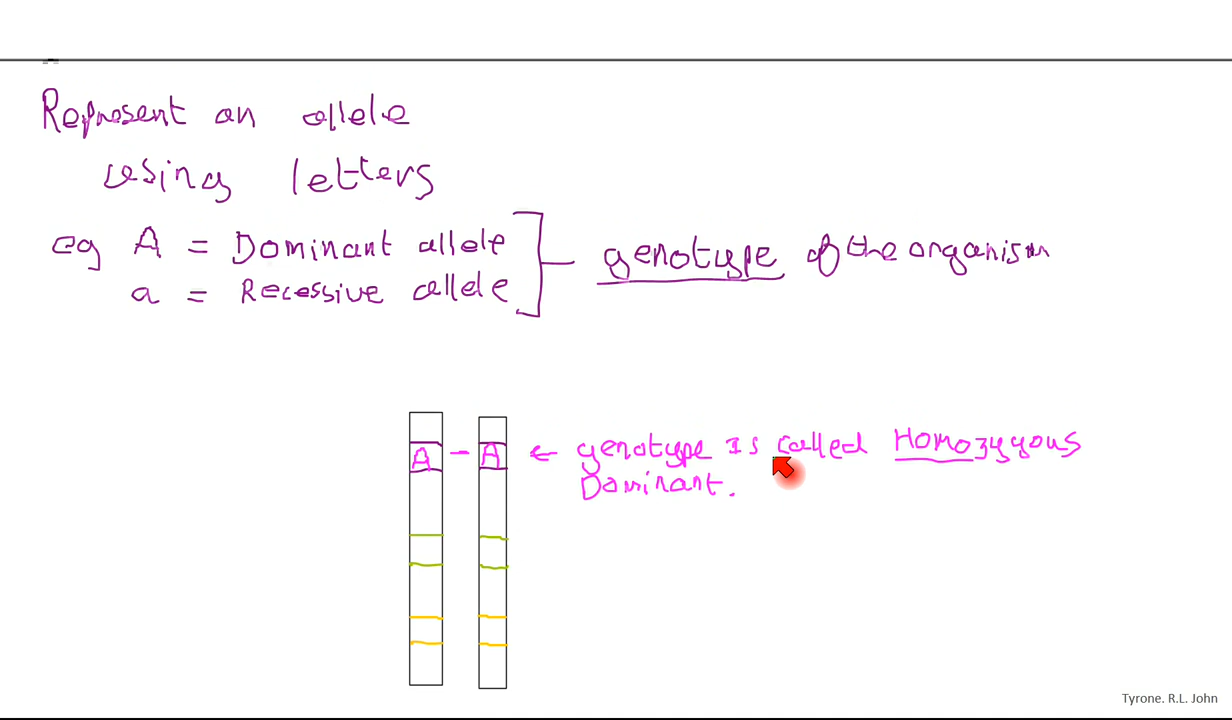 Represent an allele
using letters
eg A = Dominant allele
a = Recessive allele
genotype of the organism
A - A ← genotype is called Homozygous
Dominant.
Tyrone. R.L. John